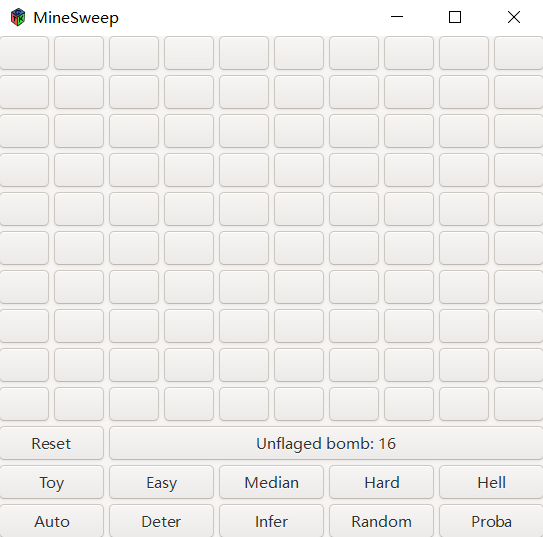 MineSweep
Reset Unflaged bomb: 16
Toy Easy Median Hard Hell
Auto Deter Infer Random Proba